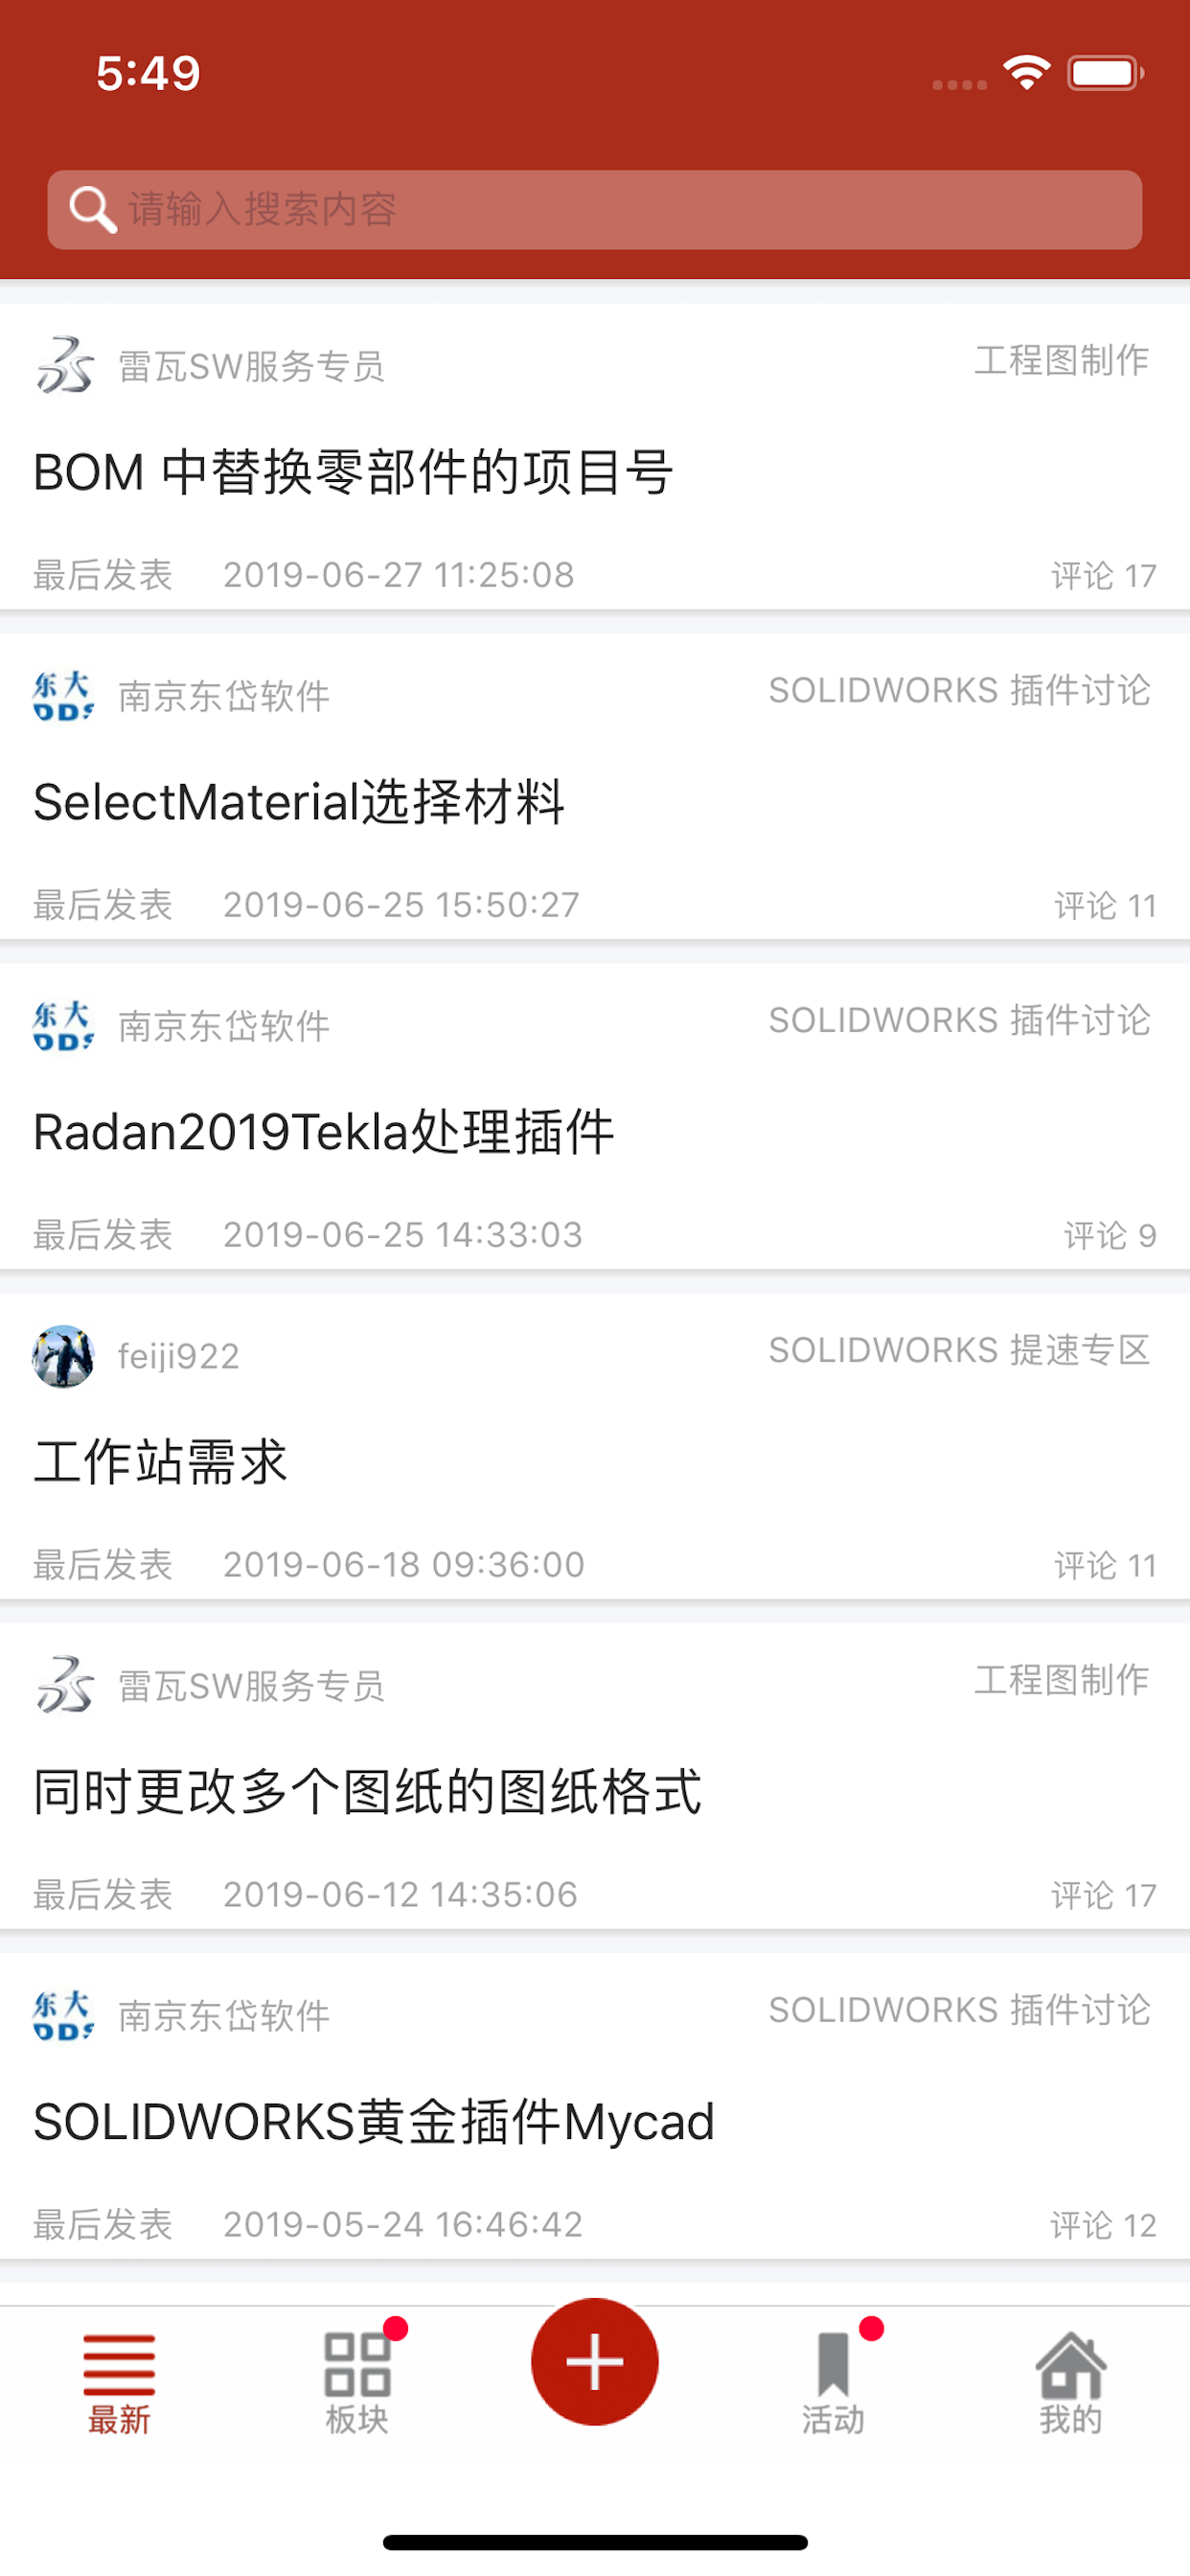 5:49
请输入搜索内容
雷瓦SW服务专员
工程图制作
BOM 中替换零部件的项目号
最后发表 2019-06-27 11:25:08 评论 17
东大
南京东岱软件
SOLIDWORKS 插件讨论
SelectMaterial选择材料
最后发表 2019-06-25 15:50:27 评论 11
东大
南京东岱软件
SOLIDWORKS 插件讨论
Radan2019Tekla处理插件
最后发表 2019-06-25 14:33:03 评论 9
feiji922
SOLIDWORKS 提速专区
工作站需求
最后发表 2019-06-18 09:36:00 评论 11
雷瓦SW服务专员
工程图制作
同时更改多个图纸的图纸格式
最后发表 2019-06-12 14:35:06 评论 17
东大
南京东岱软件
SOLIDWORKS 插件讨论
SOLIDWORKS黄金插件Mycad
最后发表 2019-05-24 16:46:42 评论 12
最新 板块 活动 我的